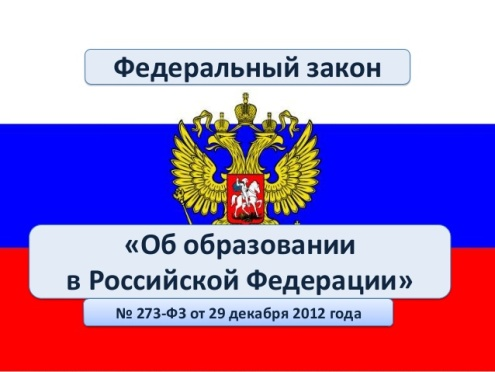 Федеральный закон
«Об образовании
в Российской Федерации»
№ 273-ФЗ от 29 декабря 2012 года